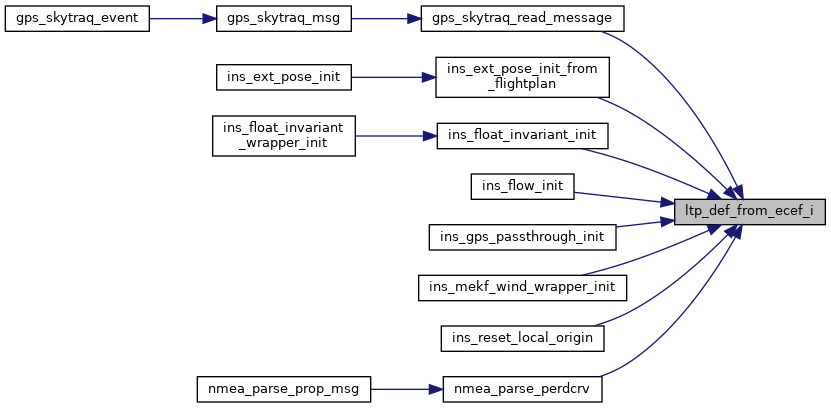 gps_skytraq_event
gps_skytraq_msg
gps_skytraq_read_message
ins_ext_pose_init
ins_ext_pose_init_from
_flightplan
ins_float_invariant
_wrapper_init
ins_float_invariant_init
ins_flow_init
ltp_def_from_ecef_i
ins_gps_passthrough_init
ins_mekf_wind_wrapper_init
ins_reset_local_origin
nmea_parse_prop_msg
nmea_parse_perdcrv